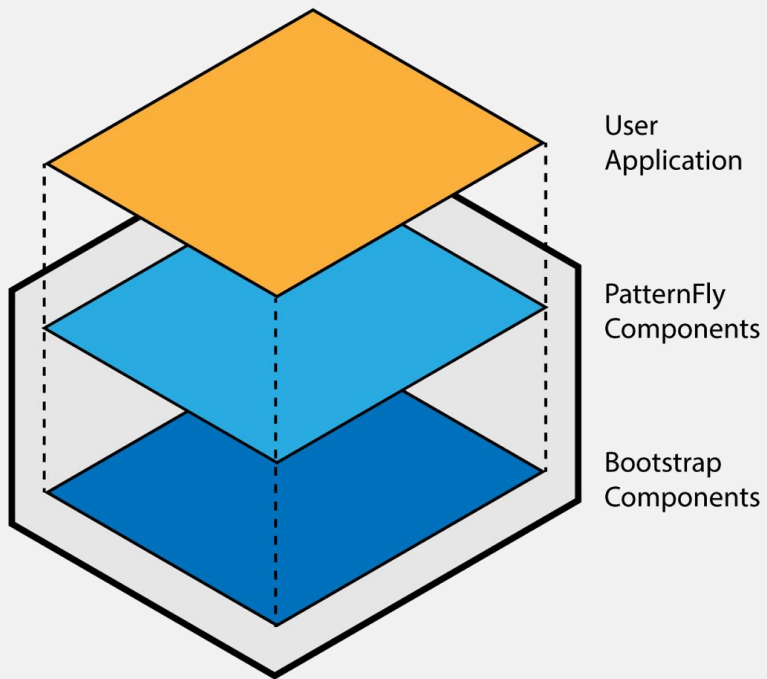 User
Application
PatternFly
Components
Bootstrap
Components